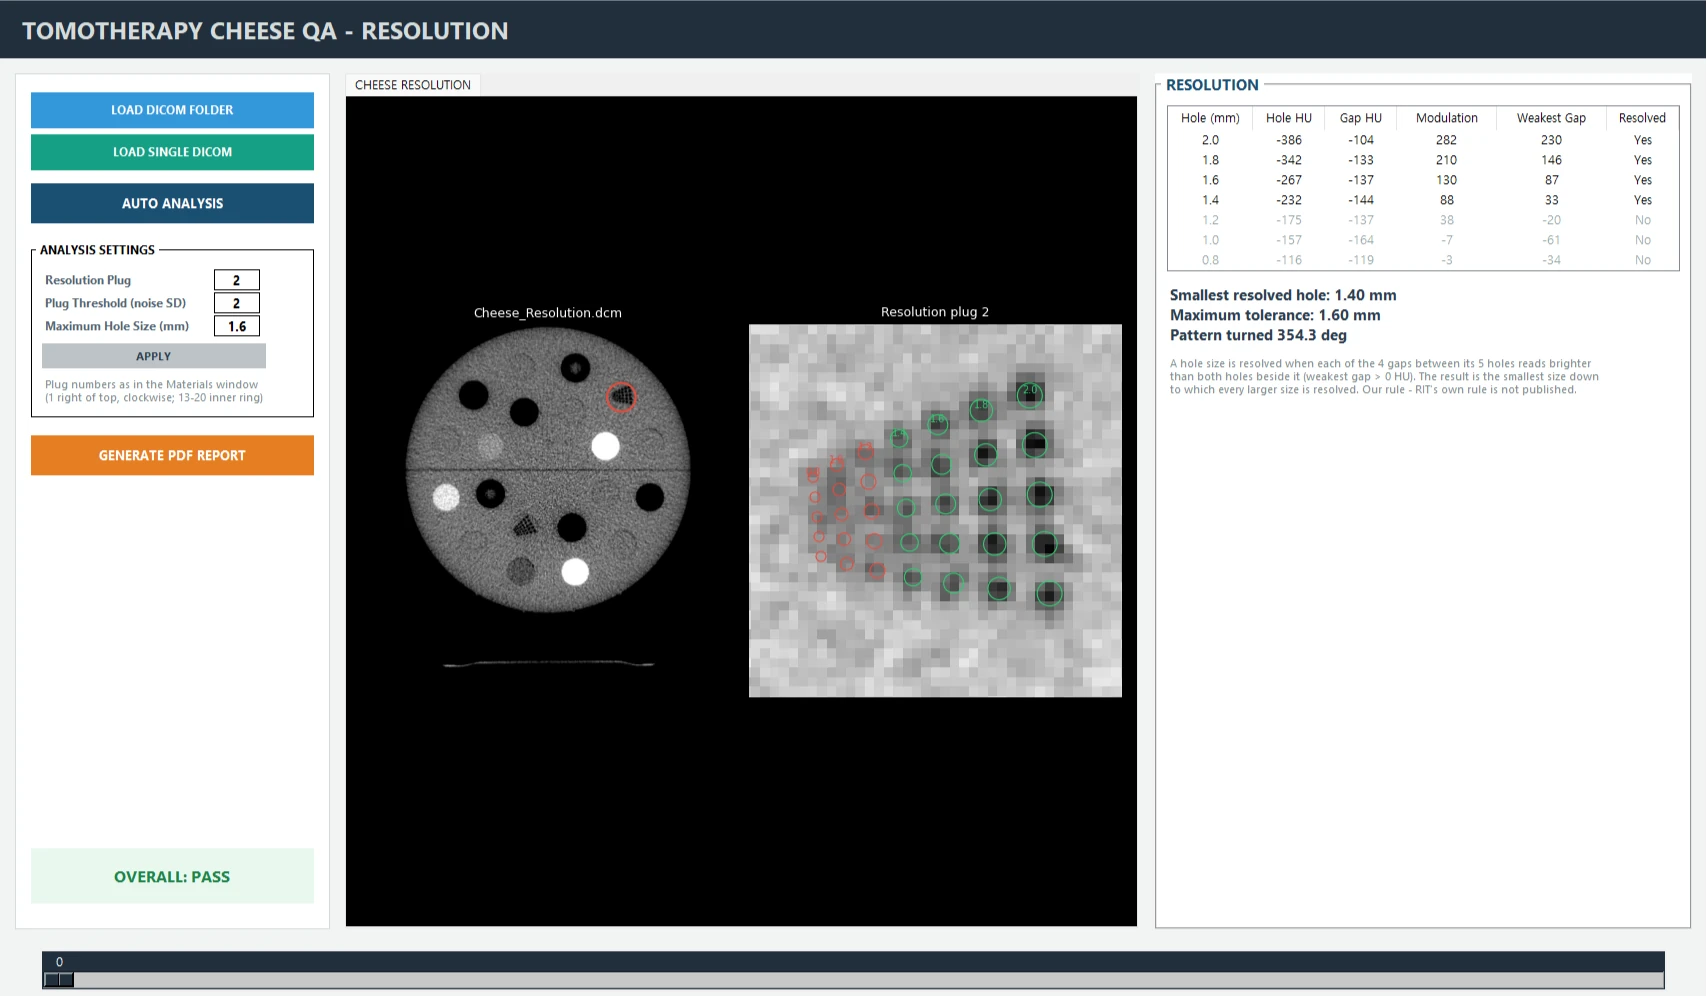 TOMOTHERAPY CHEESE QA - RESOLUTION
LOAD DICOM FOLDER
LOAD SINGLE DICOM
AUTO ANALYSIS
ANALYSIS SETTINGS
Resolution Plug 2
Plug Threshold (noise SD) 2
Maximum Hole Size (mm) 1.6
APPLY
Plug numbers as in the Materials window
(1 right of top, clockwise; 13-20 inner ring)
GENERATE PDF REPORT
OVERALL: PASS
CHEESE RESOLUTION
Cheese_Resolution.dcm
Resolution plug 2
2.0
1.8
1.6
1.4
RESOLUTION
Hole (mm) Hole HU Gap HU Modulation Weakest Gap Resolved
2.0 -386 -104 282 230 Yes
1.8 -342 -133 210 146 Yes
1.6 -267 -137 130 87 Yes
1.4 -232 -144 88 33 Yes
1.2 -175 -137 38 -20 No
1.0 -157 -164 -7 -61 No
0.8 -116 -119 -3 -34 No
Smallest resolved hole: 1.40 mm
Maximum tolerance: 1.60 mm
Pattern turned 354.3 deg
A hole size is resolved when each of the 4 gaps between its 5 holes reads brighter
than both holes beside it (weakest gap > 0 HU). The result is the smallest size down
to which every larger size is resolved. Our rule - RIT's own rule is not published.
0